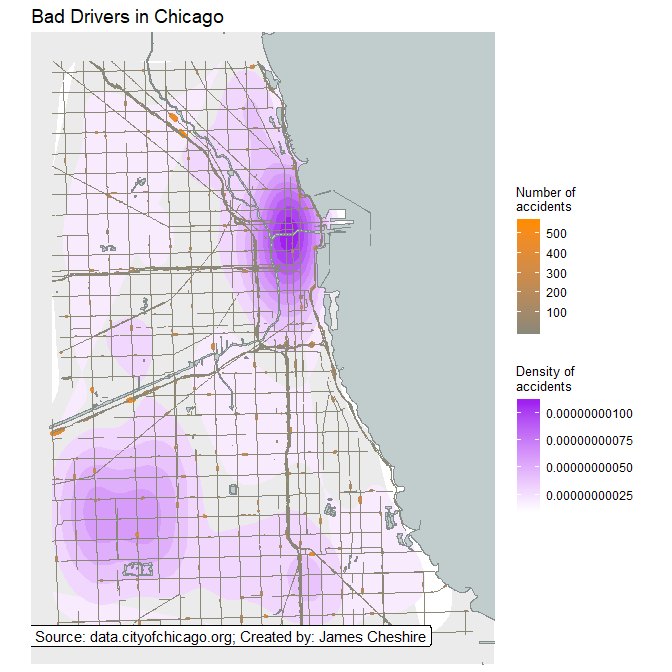 Bad Drivers in Chicago
Number of
accidents
500
400
300
200
100
Density of
accidents
0.00000000100
0.00000000075
0.00000000050
0.00000000025
Source: data.cityofchicago.org; Created by: James Cheshire